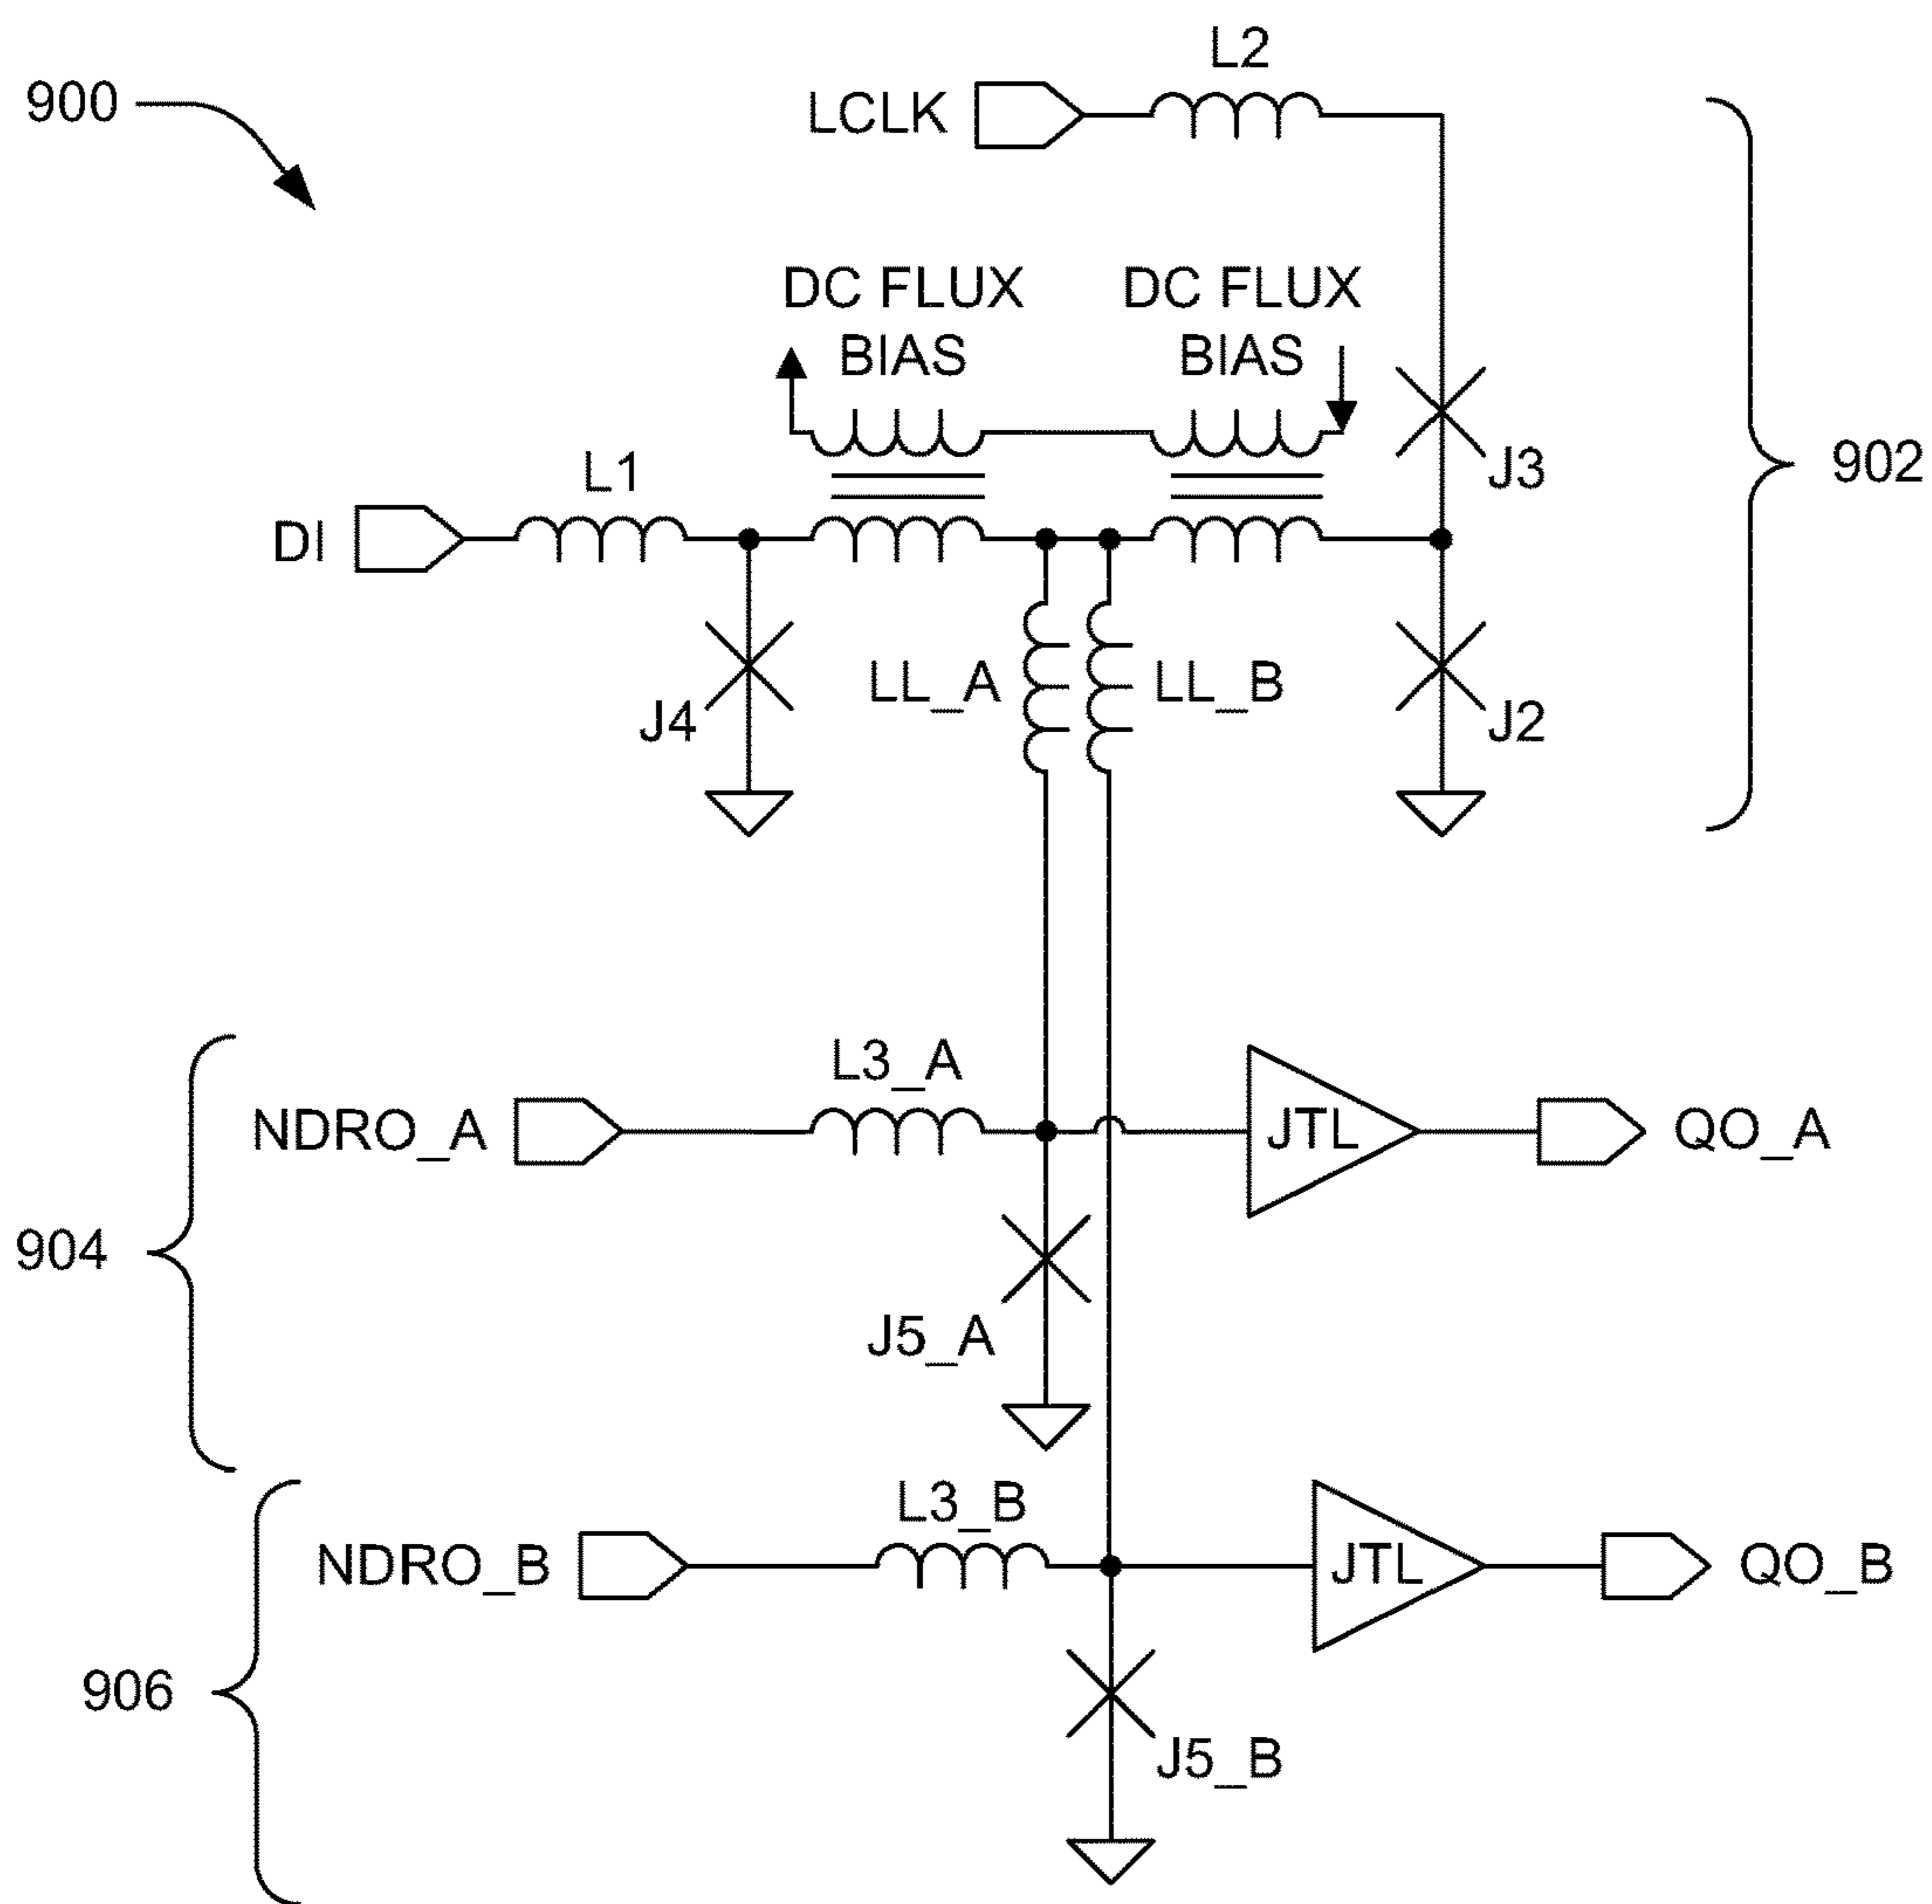 L2
900
LCLK
DC FLUX BIAS
DC FLUX BIAS
902
J3
L1
DI
LL_A
LL_B
J4
J2
L3_A
NDRO_A
JTL
QO_A
904
J5_A
L3_B
NDRO_B
JTL
QO_B
906
J5_B